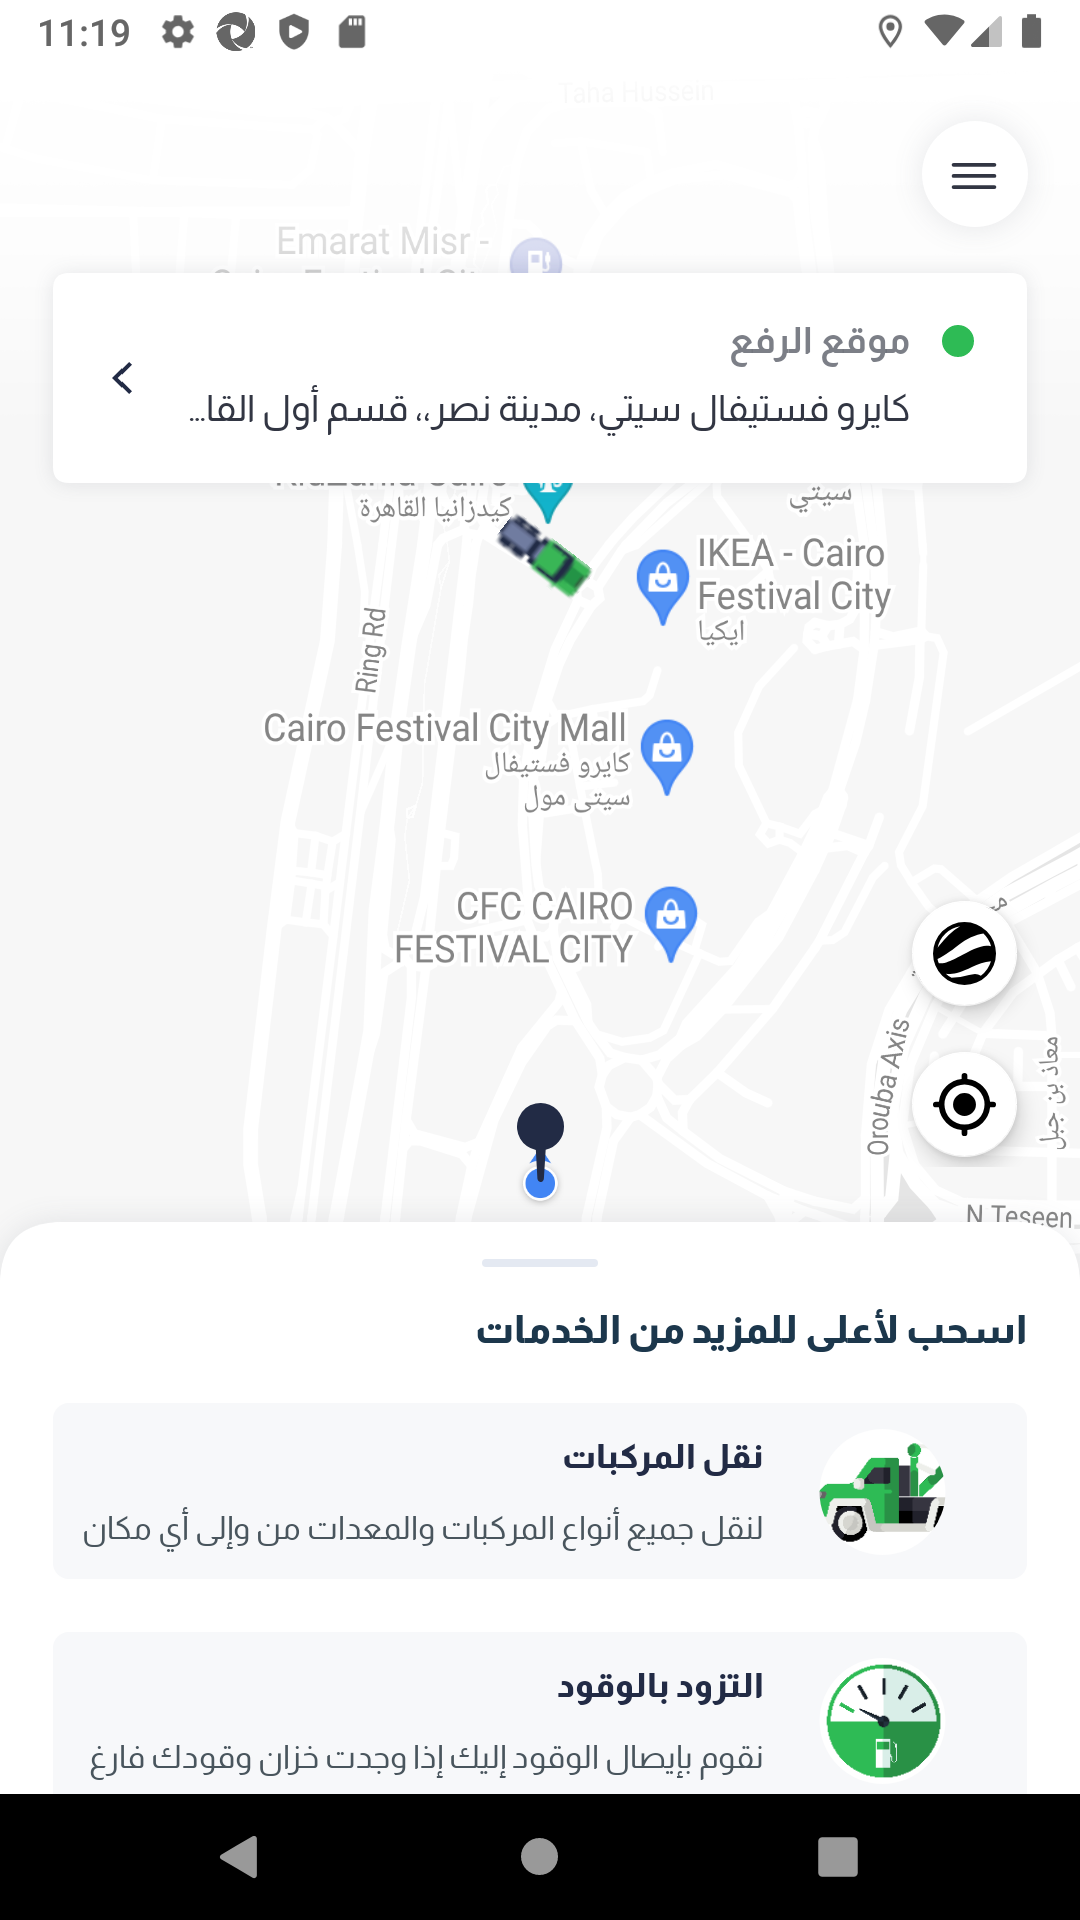 11:19
Taha Hussein
Emarat Misr -
موقع الرفع
كايرو فستيفال سيتي، مدينة نصر،، قسم أول القا...
كيدزانيا القاهرة
سيتي
IKEA - Cairo
Festival City
ايكيا
Ring Rd
Cairo Festival City Mall
كايرو فستيفال
سيتى مول
CFC CAIRO
FESTIVAL CITY
Orouba Axis
معاذ بن جبل
N Teseen
اسحب لأعلى للمزيد من الخدمات
نقل المركبات
لنقل جميع أنواع المركبات والمعدات من وإلى أي مكان
التزود بالوقود
نقوم بإيصال الوقود إليك إذا وجدت خزان وقودك فارغ